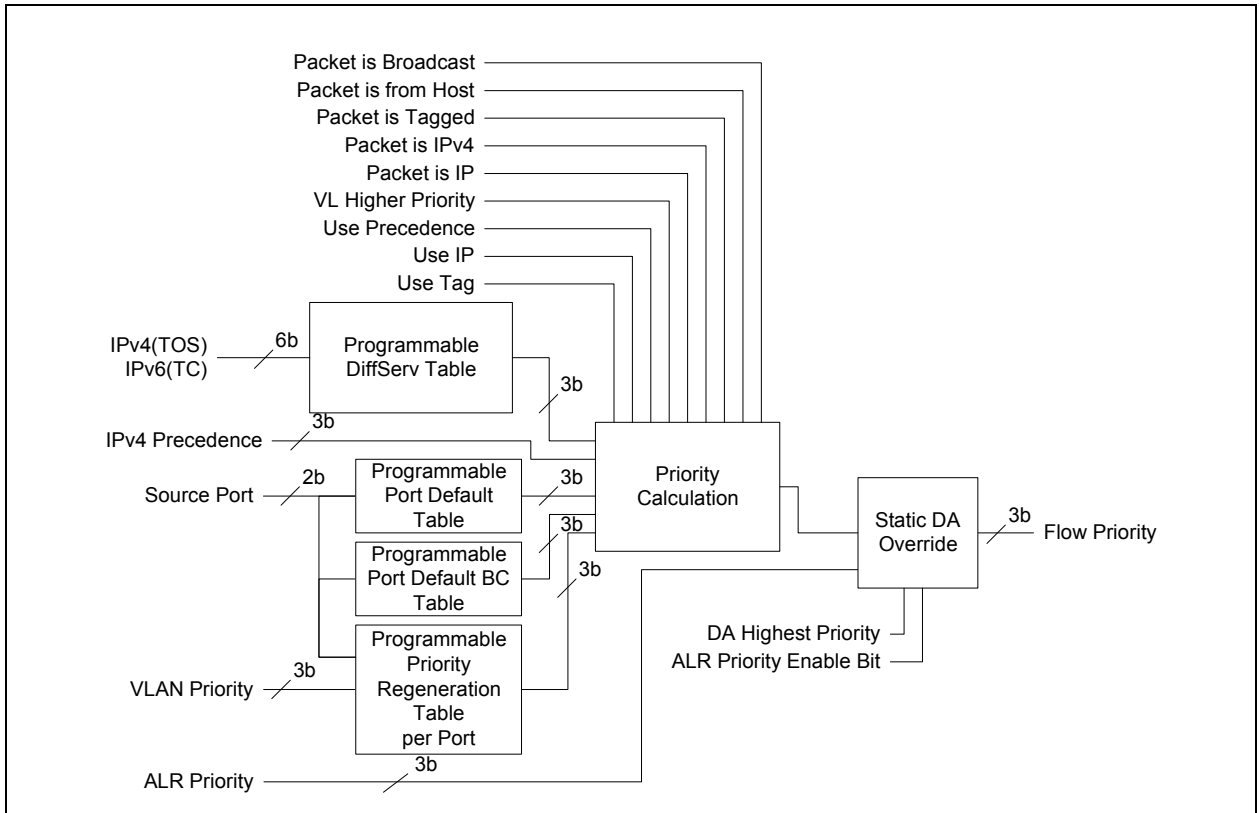 Packet is Broadcast
Packet is from Host
Packet is Tagged
Packet is IPv4
Packet is IP
VL Higher Priority
Use Precedence
Use IP
Use Tag
IPv4(TOS)
IPv6(TC)
6b
Programmable
DiffServ Table
3b
IPv4 Precedence
3b
Source Port
2b
Programmable
Port Default
Table
3b
Programmable
Port Default BC
Table
3b
VLAN Priority
3b
Programmable
Priority
Regeneration
Table
per Port
3b
Priority
Calculation
ALR Priority
3b
Static DA
Override
3b
Flow Priority
DA Highest Priority
ALR Priority Enable Bit